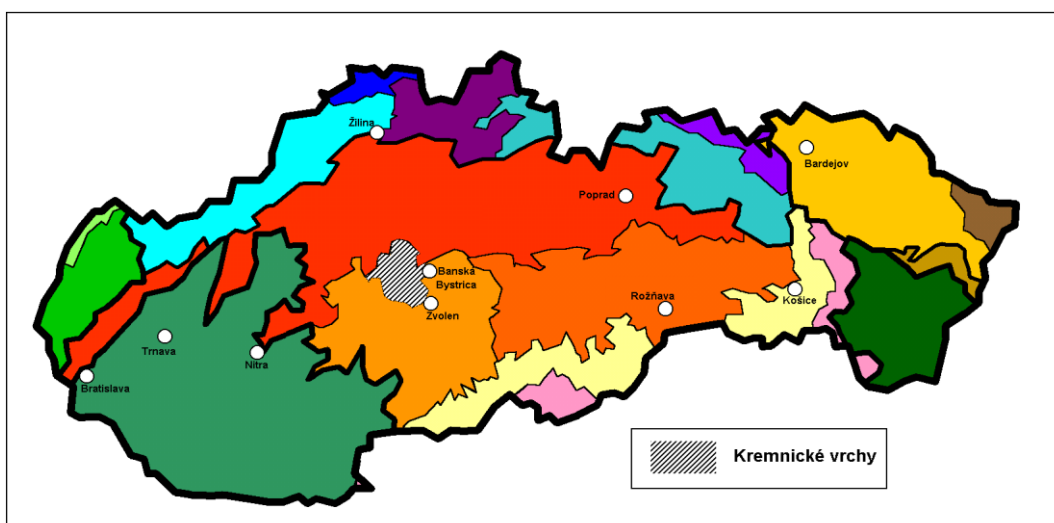 Žilina
Bardejov
Poprad
Banská
Bystrica
Zvolen
Rožňava
Košice
Trnava
Nitra
Bratislava
Kremnické vrchy